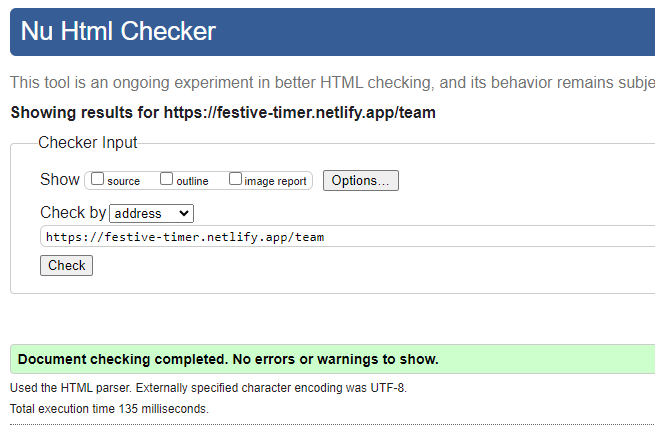 Nu Html Checker
This tool is an ongoing experiment in better HTML checking, and its behavior remains subje
Showing results for https://festive-timer.netlify.app/team
Checker Input
Show source outline image report Options...
Check by address
https://festive-timer.netlify.app/team
Check
Document checking completed. No errors or warnings to show.
Used the HTML parser. Externally specified character encoding was UTF-8.
Total execution time 135 milliseconds.